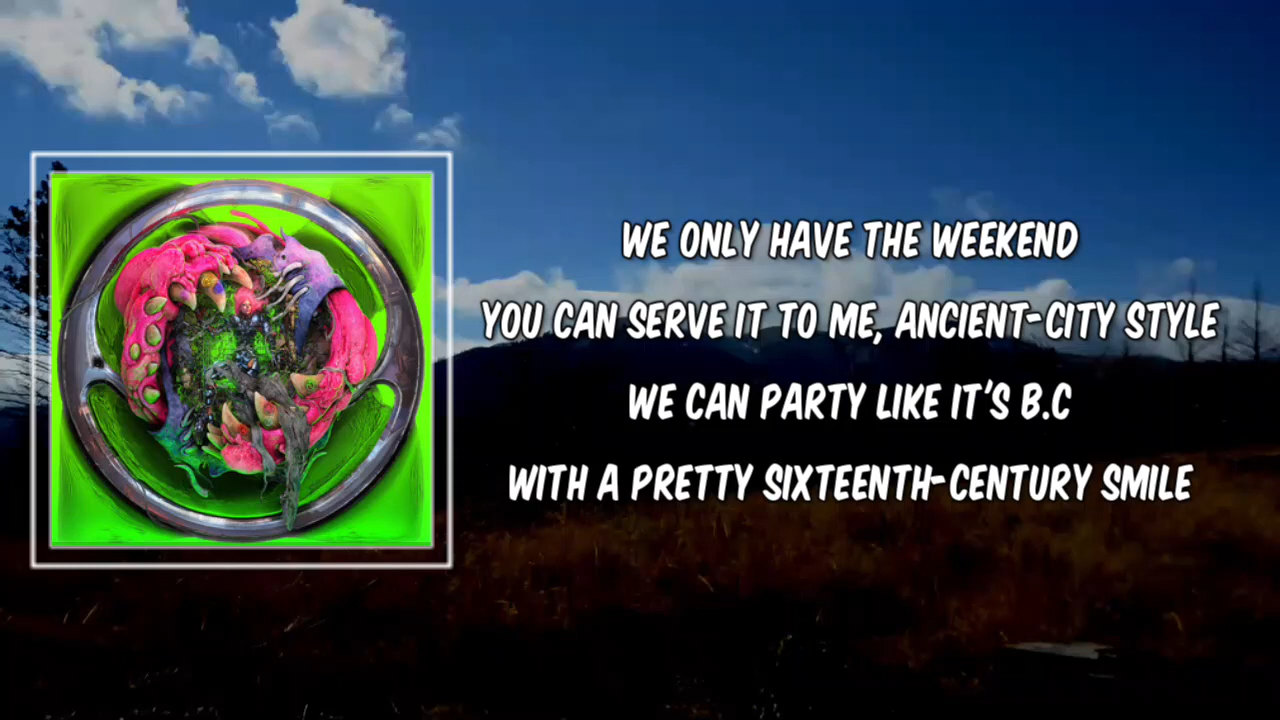 WE ONLY HAVE THE WEEKEND
YOU CAN SERVE IT TO ME, ANCIENT-CITY STYLE
WE CAN PARTY LIKE IT'S B.C
WITH A PRETTY SIXTEENTH-CENTURY SMILE